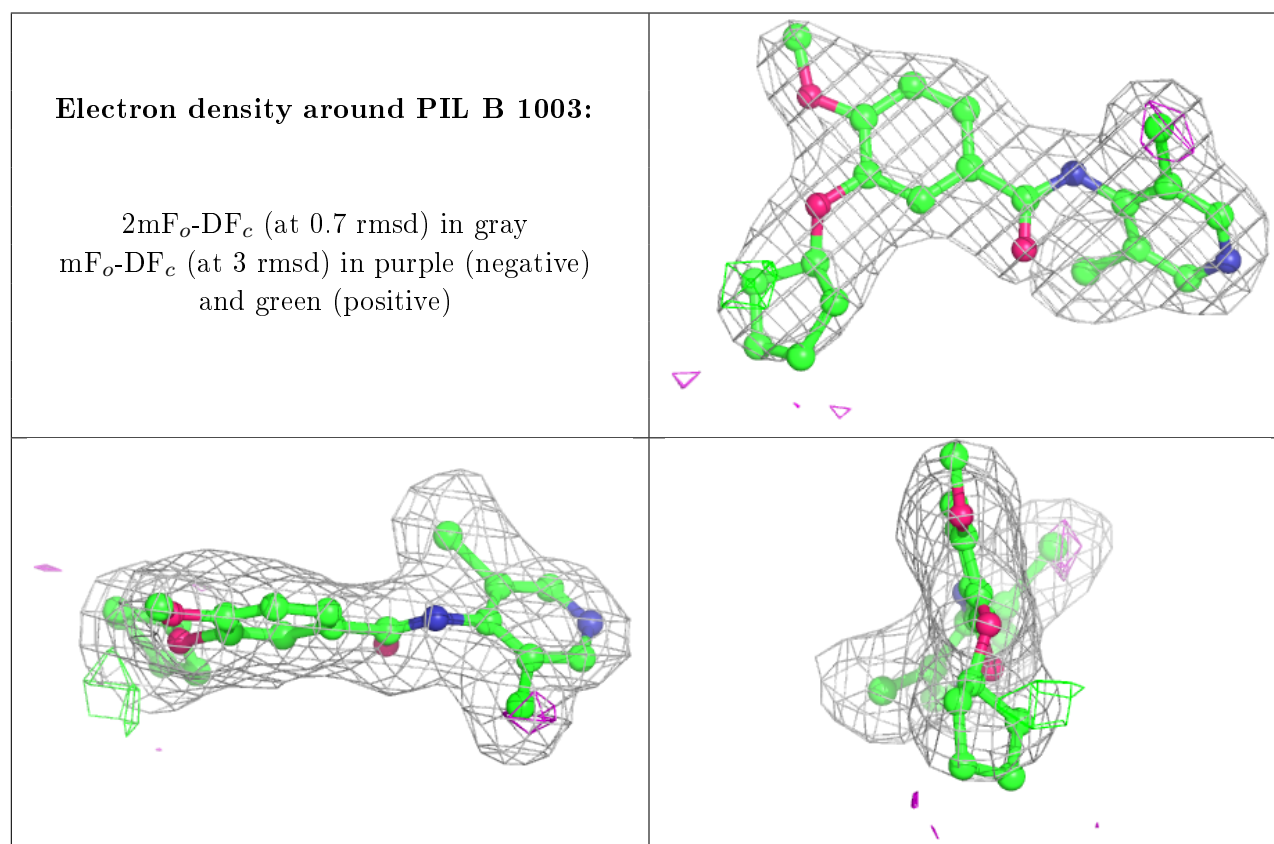 Electron density around PIL B 1003:
2mFo-DFc (at 0.7 rmsd) in gray
mFo-DFc (at 3 rmsd) in purple (negative)
and green (positive)